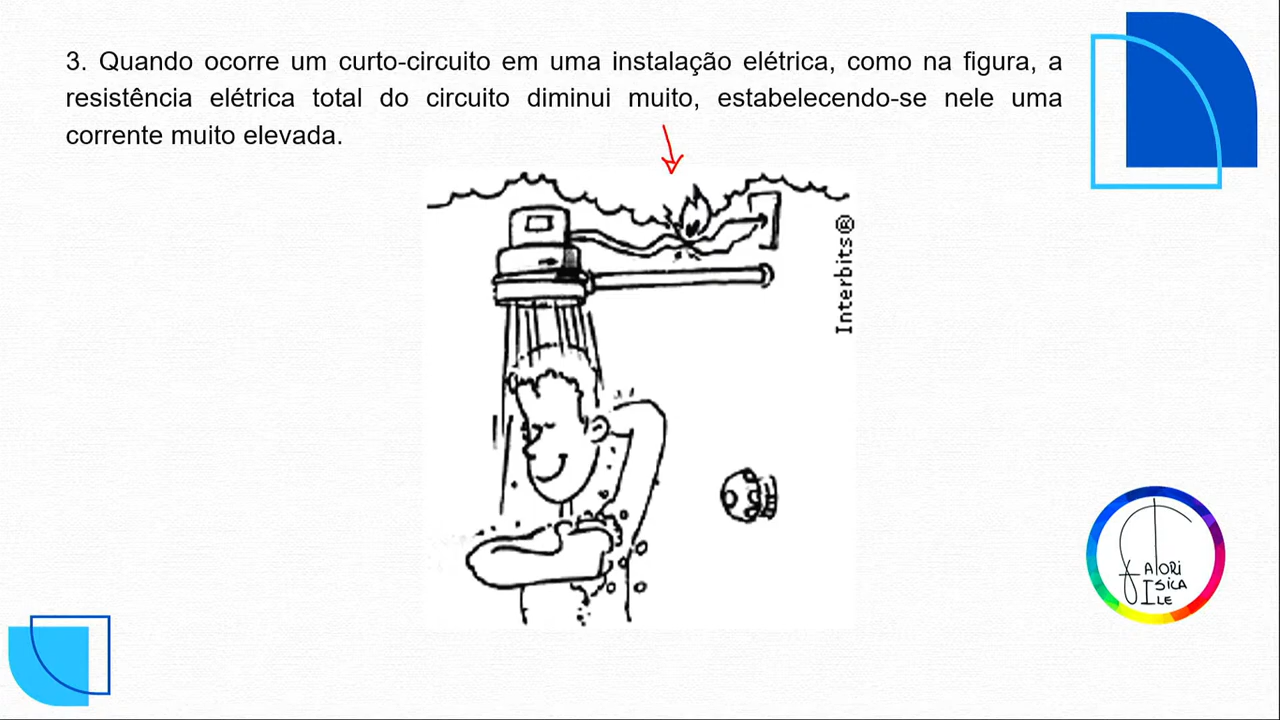 3. Quando ocorre um curto-circuito em uma instalação elétrica, como na figura, a
resistência elétrica total do circuito diminui muito, estabelecendo-se nele uma
corrente muito elevada.
Interbits®